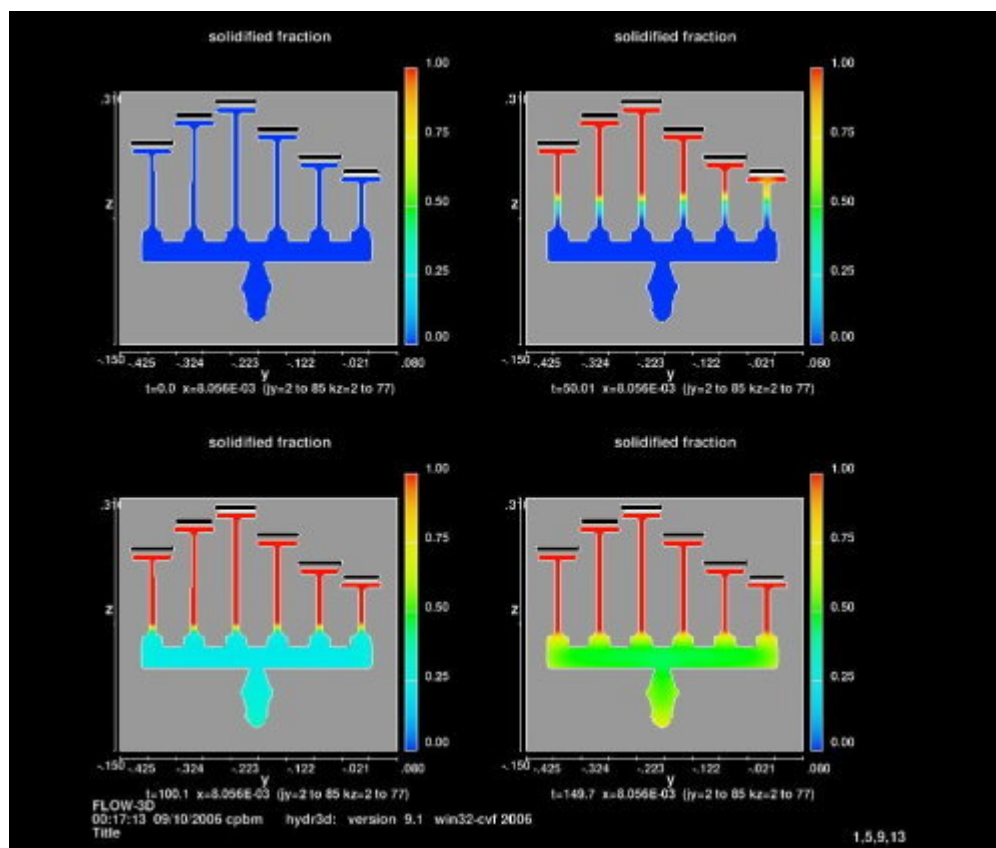 solidified fraction
1.00
.310
0.75
z
0.50
0.25
0.00
-.150
-.425 -.324 -.223 -.122 -.021 .080
y
t=0.0 x=8.056E-03 (jy=2 to 85 kz=2 to 77)
solidified fraction
1.00
.310
0.75
z
0.50
0.25
0.00
-.150
-.425 -.324 -.223 -.122 -.021 .080
y
t=50.01 x=8.056E-03 (jy=2 to 85 kz=2 to 77)
solidified fraction
1.00
.310
0.75
z
0.50
0.25
0.00
-.150
-.425 -.324 -.223 -.122 -.021 .080
y
t=100.1 x=8.056E-03 (jy=2 to 85 kz=2 to 77)
solidified fraction
1.00
.310
0.75
z
0.50
0.25
0.00
-.150
-.425 -.324 -.223 -.122 -.021 .080
y
t=149.7 x=8.056E-03 (jy=2 to 85 kz=2 to 77)
FLOW-3D
00:17:13 09/10/2006 cpbm hydr3d: version 9.1 win32-cvf 2006
Title
1,5,9,13